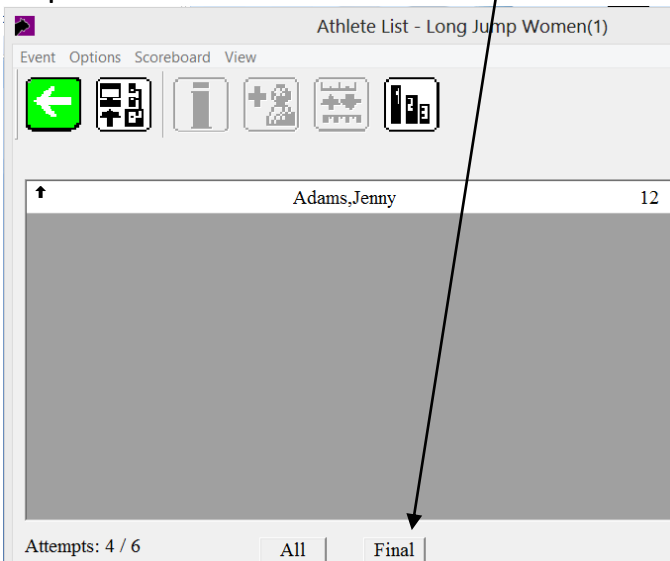 Athlete List - Long Jump Women(1)
Event Options Scoreboard View
Adams,Jenny 12
Attempts: 4 / 6 All Final